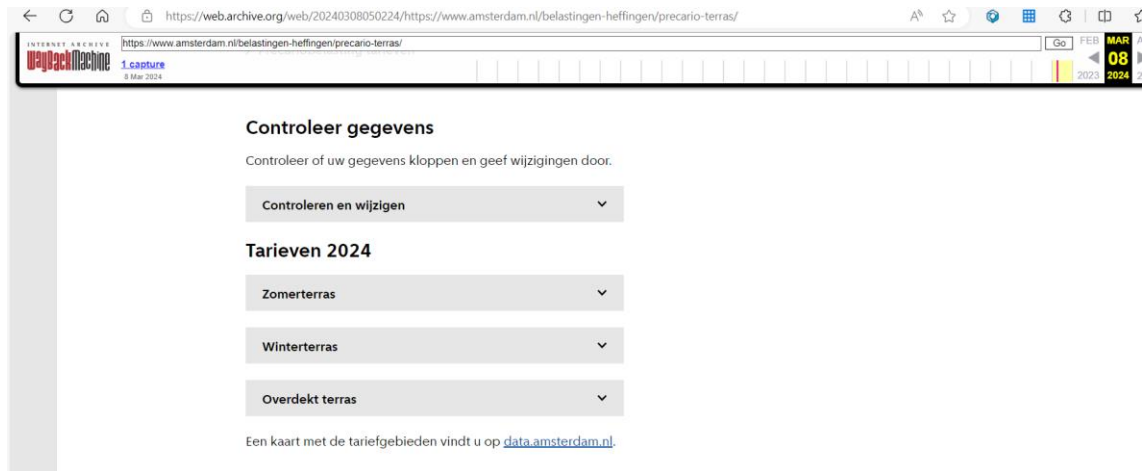 https://web.archive.org/web/20240308050224/https://www.amsterdam.nl/belastingen-heffingen/precario-terras/
INTERNET ARCHIVE
WayBackMachine
https://www.amsterdam.nl/belastingen-heffingen/precario-terras/
Go
FEB MAR
1 capture
8 Mar 2024
08
2023 2024
Controleer gegevens
Controleer of uw gegevens kloppen en geef wijzigingen door.
Controleren en wijzigen
Tarieven 2024
Zomerterras
Winterterras
Overdekt terras
Een kaart met de tariefgebieden vindt u op data.amsterdam.nl.